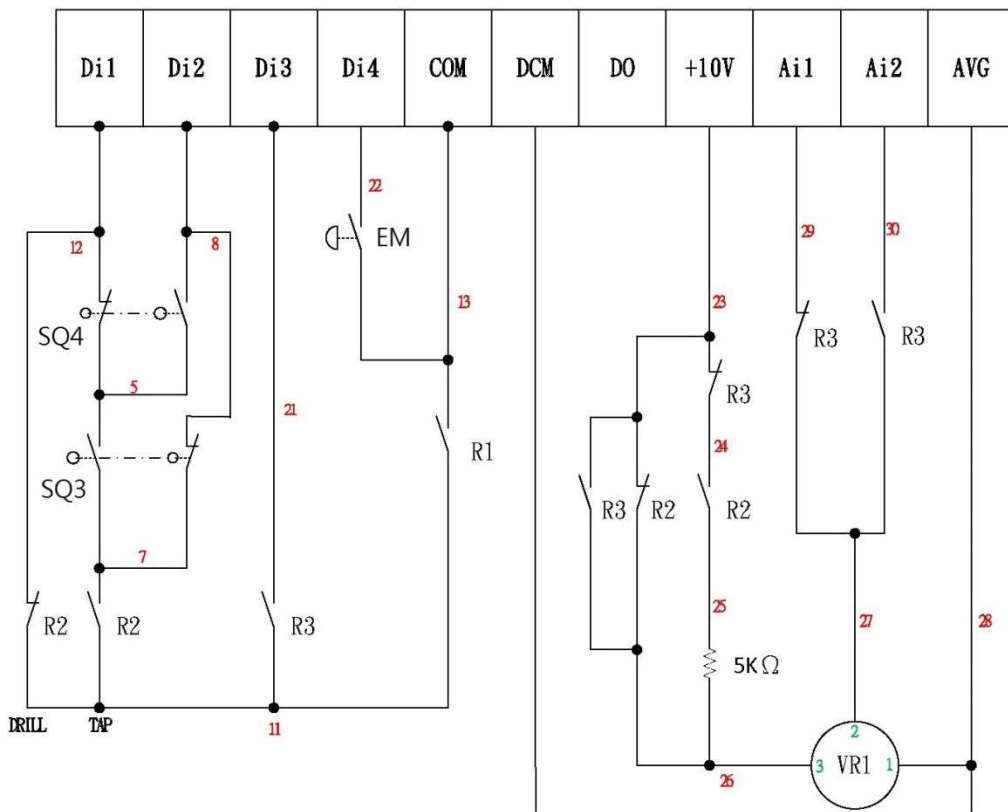 Di1 Di2 Di3 Di4 COM DCM DO +10V Ai1 Ai2 AVG
22
EM
12
8
29
30
13
23
SQ4
R3
R3
R3
5
21
24
R1
SQ3
R3
R2
R2
7
25
R2
R2
R3
27
28
5KΩ
DRILL
TAP
11
2
3
VR1
1
26